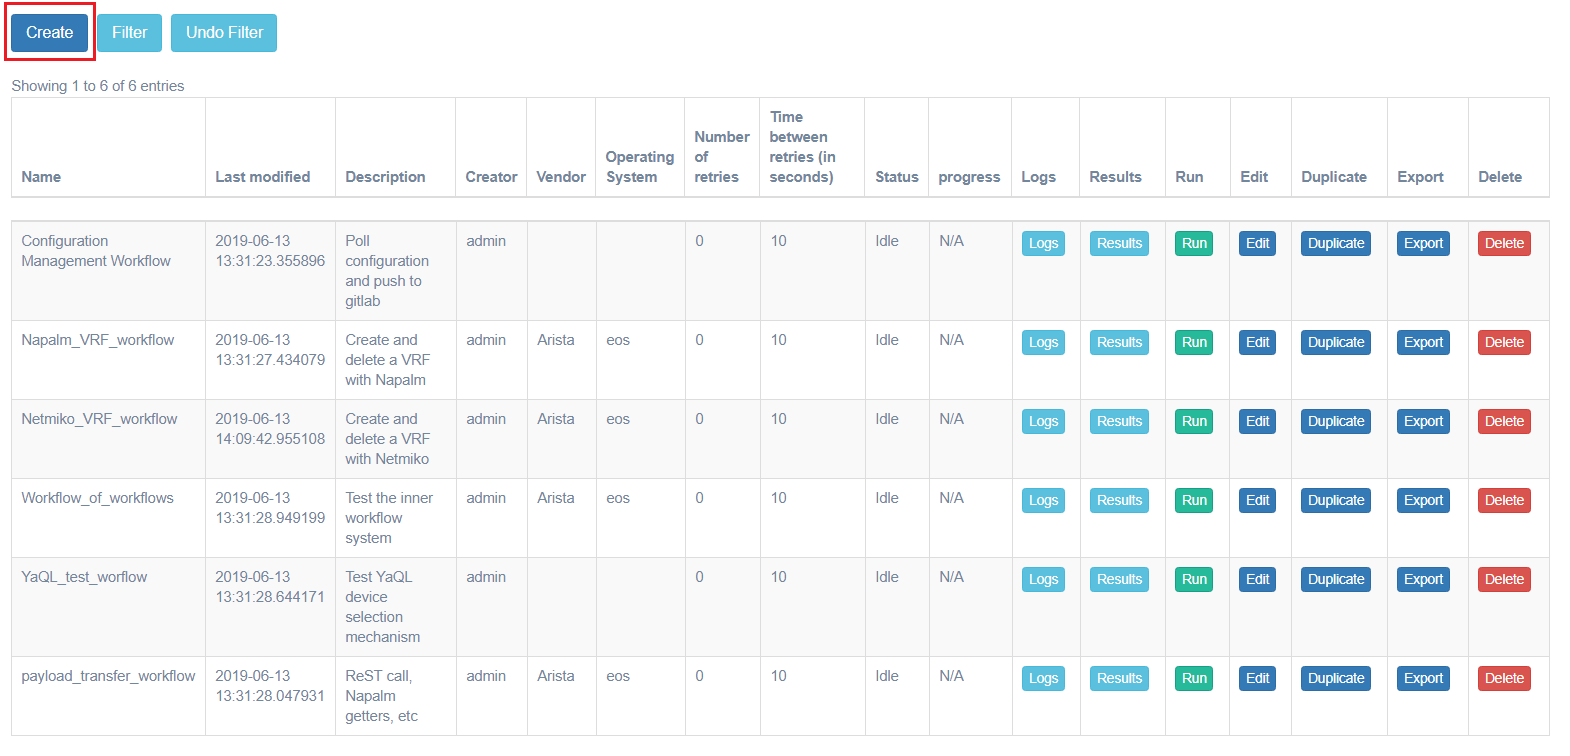 Create Filter Undo Filter
Showing 1 to 6 of 6 entries
Name Last modified Description Creator Vendor Operating System Number of retries Time between retries (in seconds) Status progress Logs Results Run Edit Duplicate Export Delete
Configuration Management Workflow 2019-06-13 13:31:23.355896 Poll configuration and push to gitlab admin 0 10 Idle N/A Logs Results Run Edit Duplicate Export Delete
Napalm_VRF_workflow 2019-06-13 13:31:27.434079 Create and delete a VRF with Napalm admin Arista eos 0 10 Idle N/A Logs Results Run Edit Duplicate Export Delete
Netmiko_VRF_workflow 2019-06-13 14:09:42.955108 Create and delete a VRF with Netmiko admin Arista eos 0 10 Idle N/A Logs Results Run Edit Duplicate Export Delete
Workflow_of_workflows 2019-06-13 13:31:28.949199 Test the inner workflow system admin Arista eos 0 10 Idle N/A Logs Results Run Edit Duplicate Export Delete
YaQL_test_worflow 2019-06-13 13:31:28.644171 Test YaQL device selection mechanism admin 0 10 Idle N/A Logs Results Run Edit Duplicate Export Delete
payload_transfer_workflow 2019-06-13 13:31:28.047931 ReST call, Napalm getters, etc admin Arista eos 0 10 Idle N/A Logs Results Run Edit Duplicate Export Delete